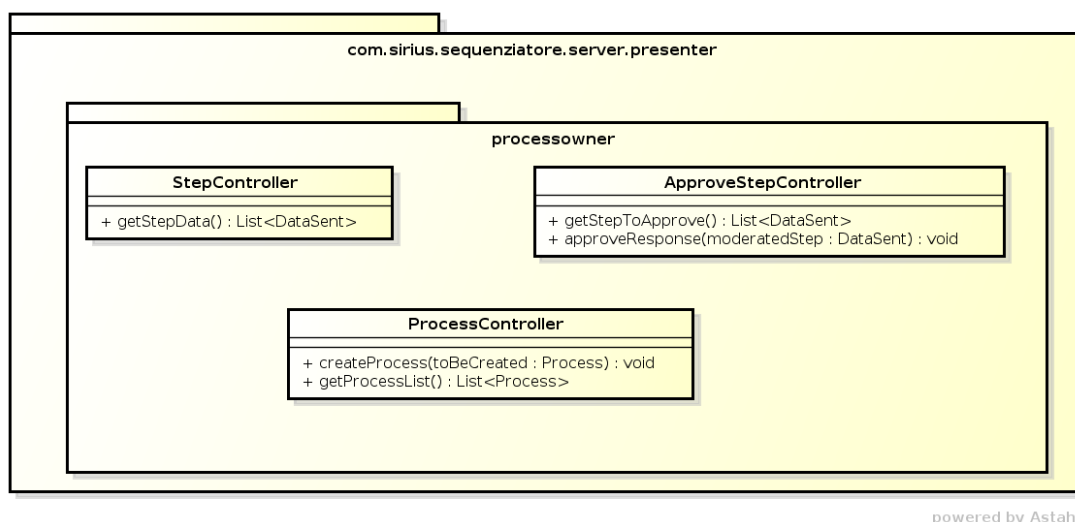 com.sirius.sequenziatore.server.presenter
processowner
StepController
+ getStepData() : List<DataSent>
ApproveStepController
+ getStepToApprove() : List<DataSent>
+ approveResponse(moderatedStep : DataSent) : void
ProcessController
+ createProcess(toBeCreated : Process) : void
+ getProcessList() : List<Process>
powered by Astah